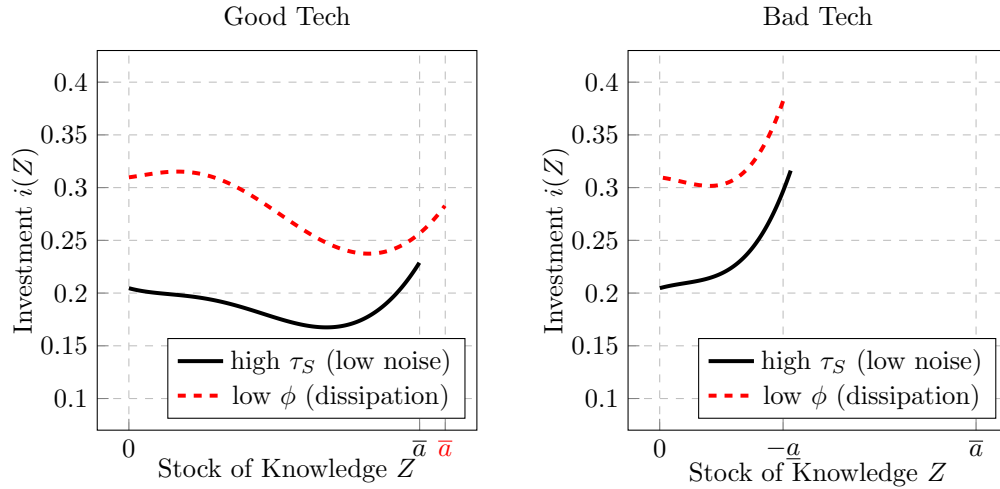 Good Tech
0.4
0.35
0.3
0.25
0.2
0.15
0.1
Investment i(Z)
high τ_S (low noise)
low ϕ (dissipation)
0 a̅ a̅
Stock of Knowledge Z
Bad Tech
0.4
0.35
0.3
0.25
0.2
0.15
0.1
Investment i(Z)
high τ_S (low noise)
low ϕ (dissipation)
0 −a̲ a̅
Stock of Knowledge Z